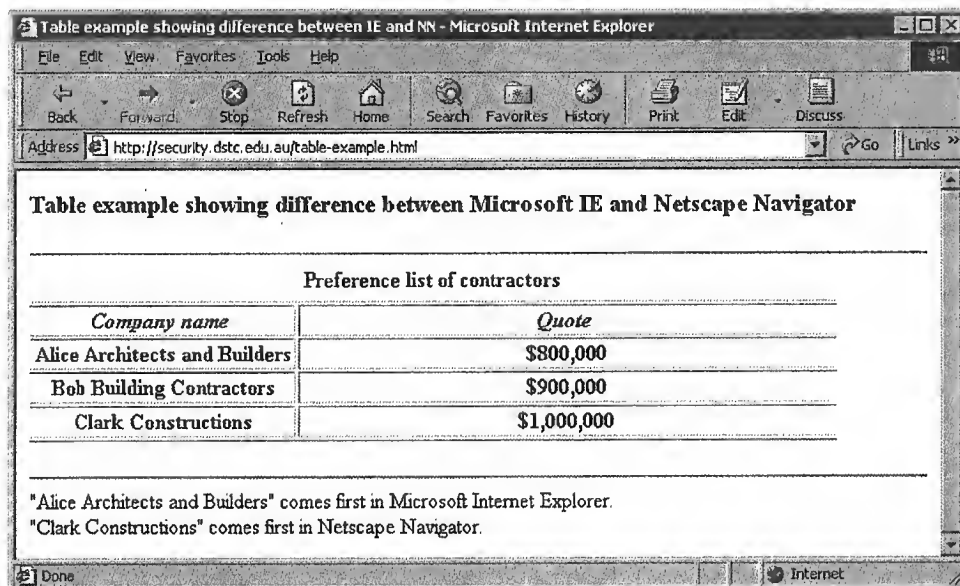 Table example showing difference between IE and NN - Microsoft Internet Explorer
File Edit View Favorites Tools Help
Back Forward Stop Refresh Home Search Favorites History Print Edit Discuss
Address http://security.dstc.edu.au/table-example.html Go Links »
Table example showing difference between Microsoft IE and Netscape Navigator
Preference list of contractors
Company name Quote
Alice Architects and Builders $800,000
Bob Building Contractors $900,000
Clark Constructions $1,000,000
"Alice Architects and Builders" comes first in Microsoft Internet Explorer.
"Clark Constructions" comes first in Netscape Navigator.
Done Internet